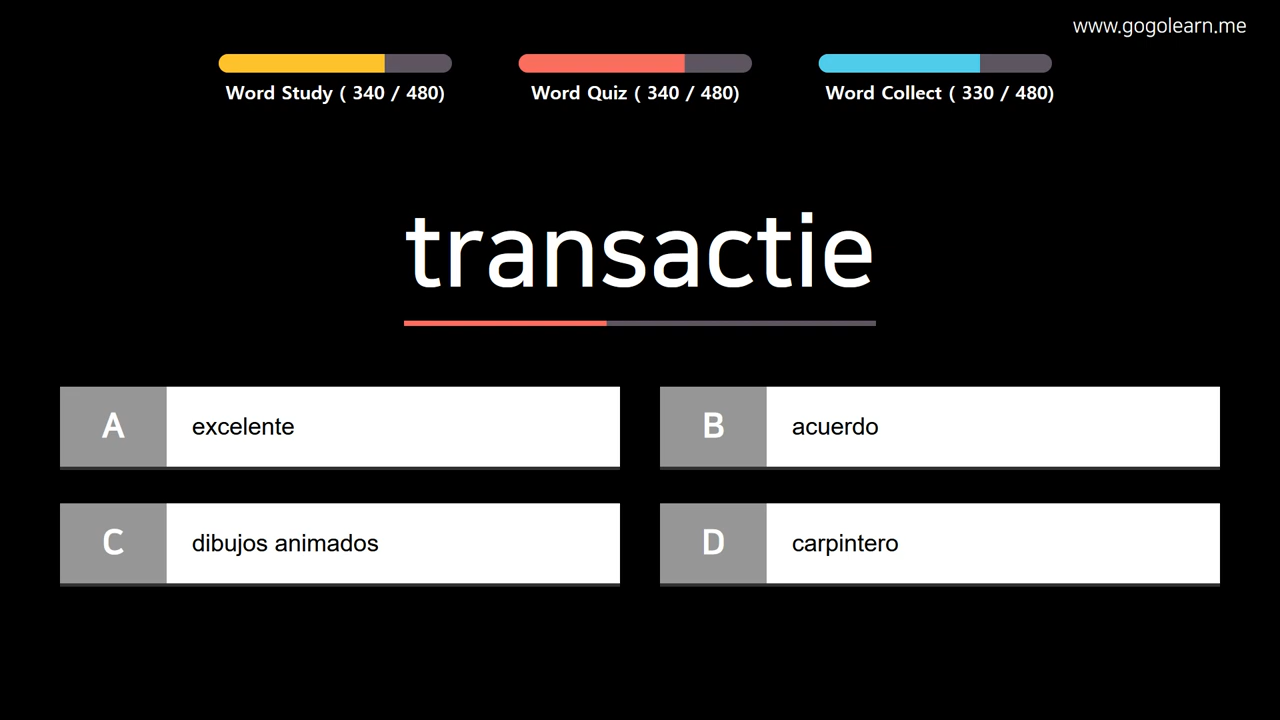 www.gogolearn.me
Word Study ( 340 / 480)
Word Quiz ( 340 / 480)
Word Collect ( 330 / 480)
transactie
A excelente
B acuerdo
C dibujos animados
D carpintero